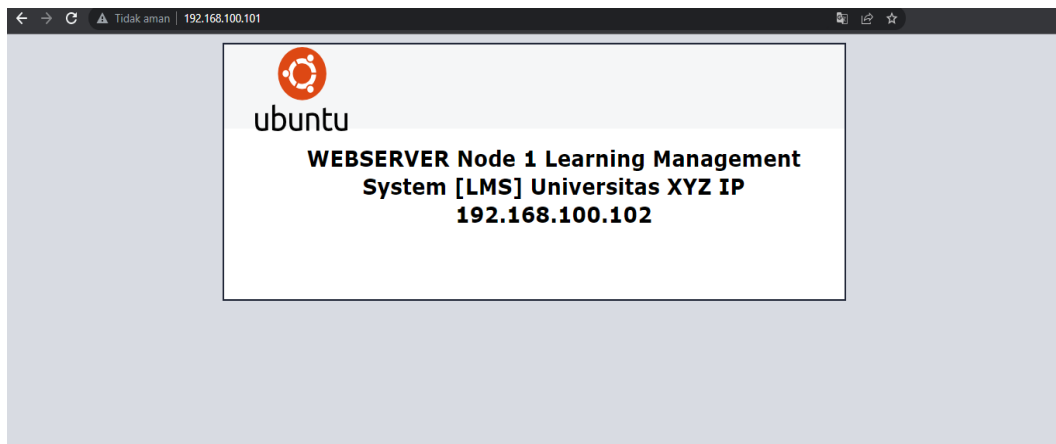 Tidak aman | 192.168.100.101
ubuntu
WEBSERVER Node 1 Learning Management
System [LMS] Universitas XYZ IP
192.168.100.102